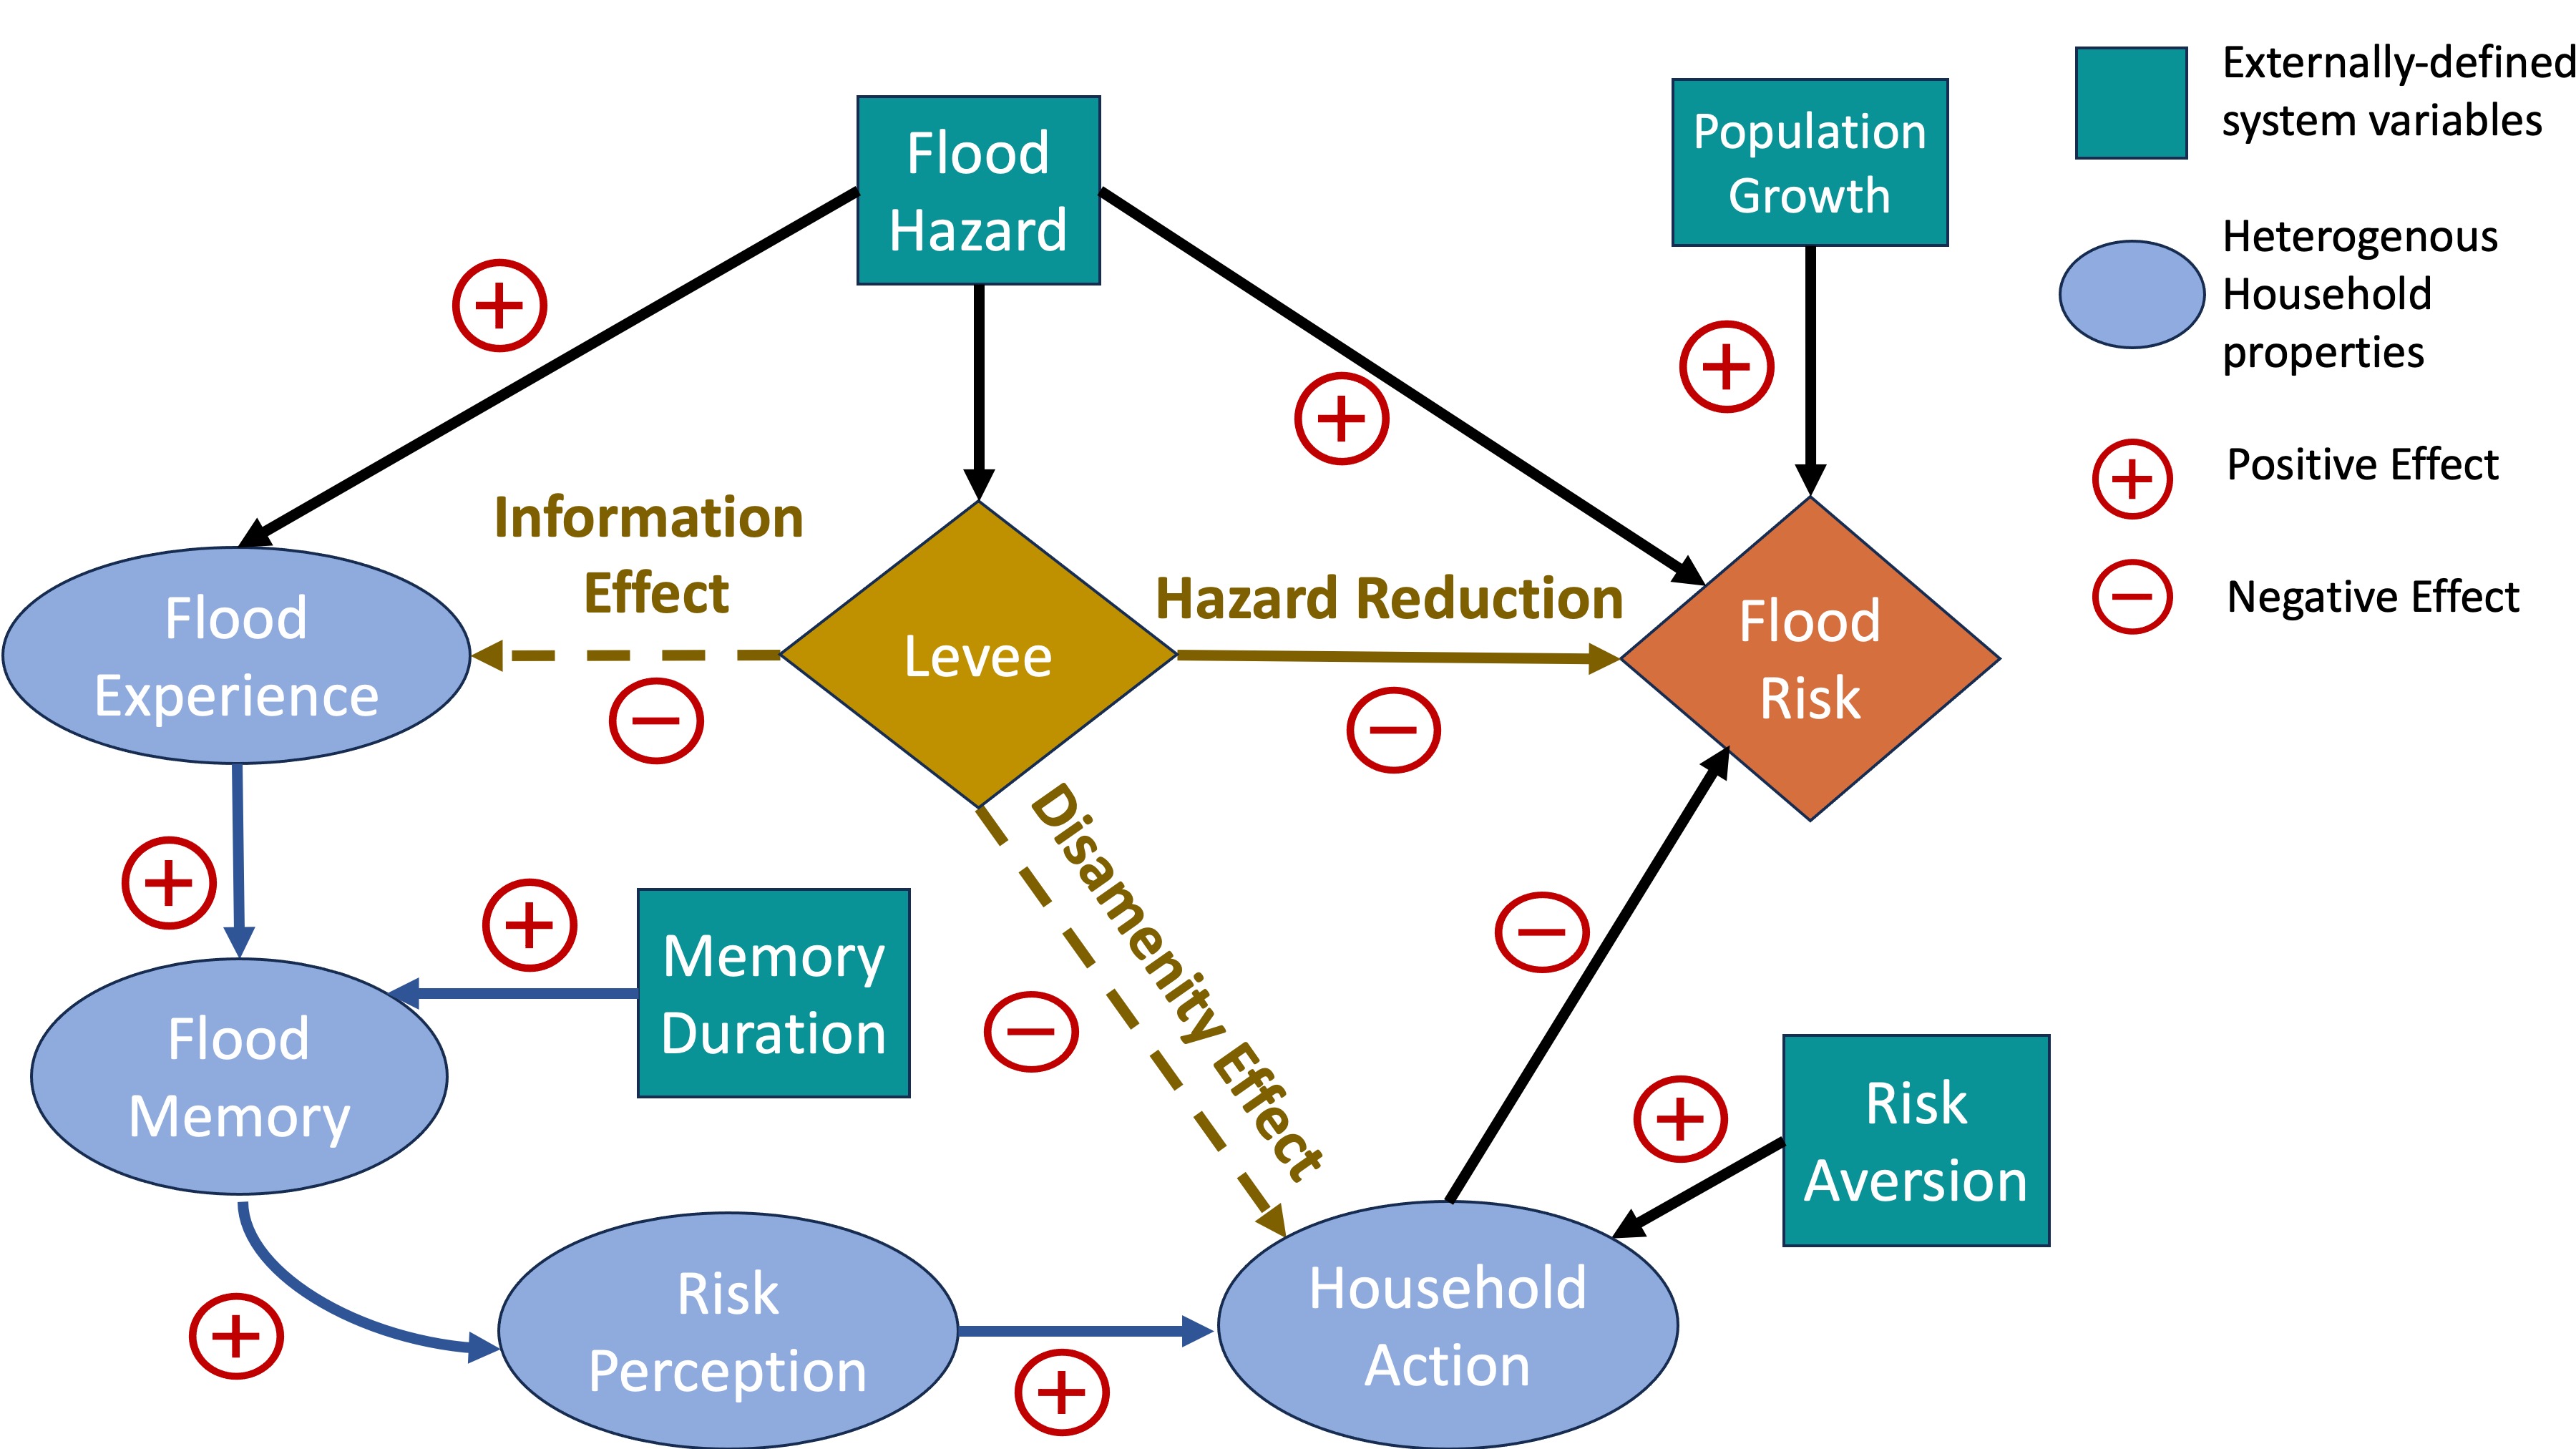 Flood
Hazard
Population
Growth
Externally-defined
system variables
Heterogenous
Household
properties
+
Positive Effect
−
Negative Effect
+
+
+
Information
Effect
−
Flood
Experience
Levee
Hazard Reduction
−
Flood
Risk
+
+
Memory
Duration
Flood
Memory
Disamenity Effect
−
−
+
Risk
Aversion
+
Risk
Perception
+
Household
Action